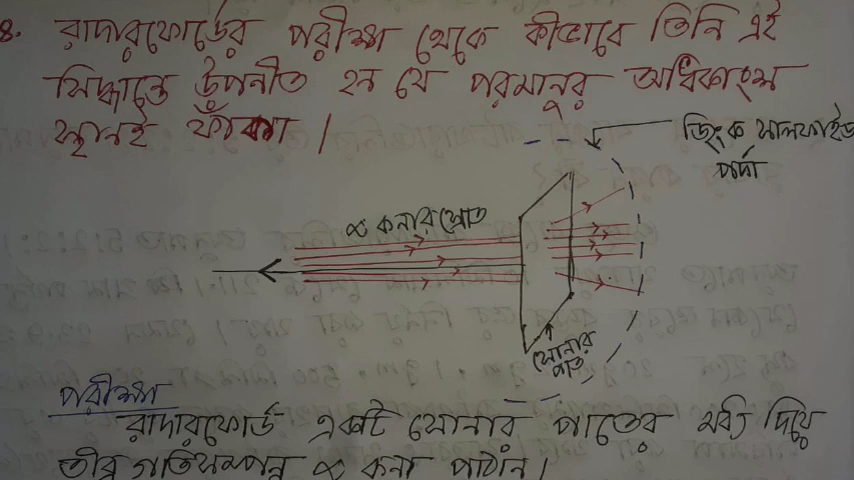 8. রাদারফোর্ডের পরীক্ষা থেকে কীভাবে তিনি এই
সিদ্ধান্তে উপনীত হন যে পরমানুর অধিকাংশ
স্থানই ফাঁকা।
জিংক সালফাইড
পর্দা
∝ কনার স্রোত
সোনার
পাত
পরীক্ষা
রাদারফোর্ড একটি সোনার পাতের মধ্য দিয়ে
তীব্র গতিসম্পন্ন ∝ কনা পাঠান।